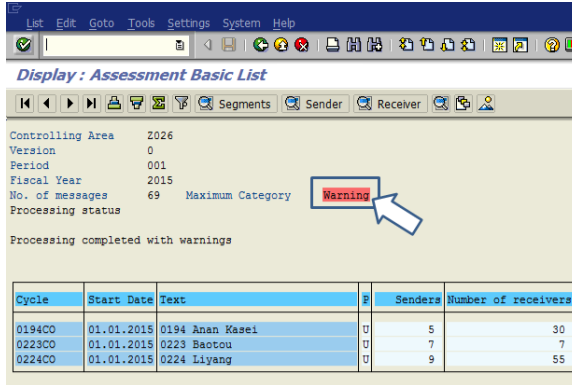 List Edit Goto Tools Settings System Help
Display : Assessment Basic List
Segments Sender Receiver
Controlling Area Z026
Version 0
Period 001
Fiscal Year 2015
No. of messages 69 Maximum Category Warning
Processing status
Processing completed with warnings
Cycle Start Date Text P Senders Number of receivers
0194CO 01.01.2015 0194 Anan Kasei U 5 30
0223CO 01.01.2015 0223 Baotou U 7 7
0224CO 01.01.2015 0224 Liyang U 9 55